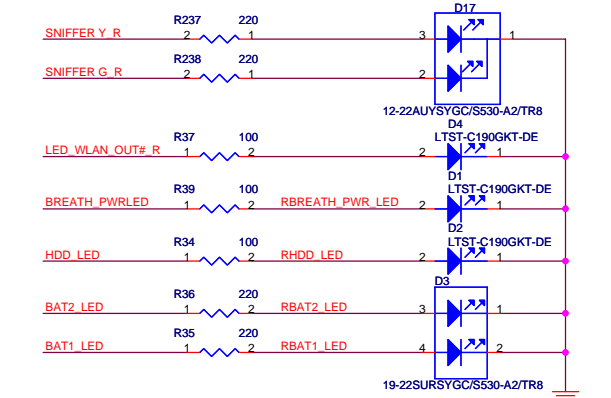 R237 220 D17
SNIFFER Y_R 2 1 3 1
R238 220
SNIFFER G_R 2 1 2
12-22AUYSYGC/S530-A2/TR8
D4
R37 100 LTST-C190GKT-DE
LED_WLAN_OUT#_R 1 2 2 1
D1
R39 100 LTST-C190GKT-DE
BREATH_PWRLED 1 2 RBREATH_PWR_LED 2 1
D2
R34 100 LTST-C190GKT-DE
HDD_LED 1 2 RHDD_LED 2 1
D3
R36 220
BAT2_LED 1 2 RBAT2_LED 3 1
R35 220
BAT1_LED 1 2 RBAT1_LED 4 2
19-22SURSYGC/S530-A2/TR8